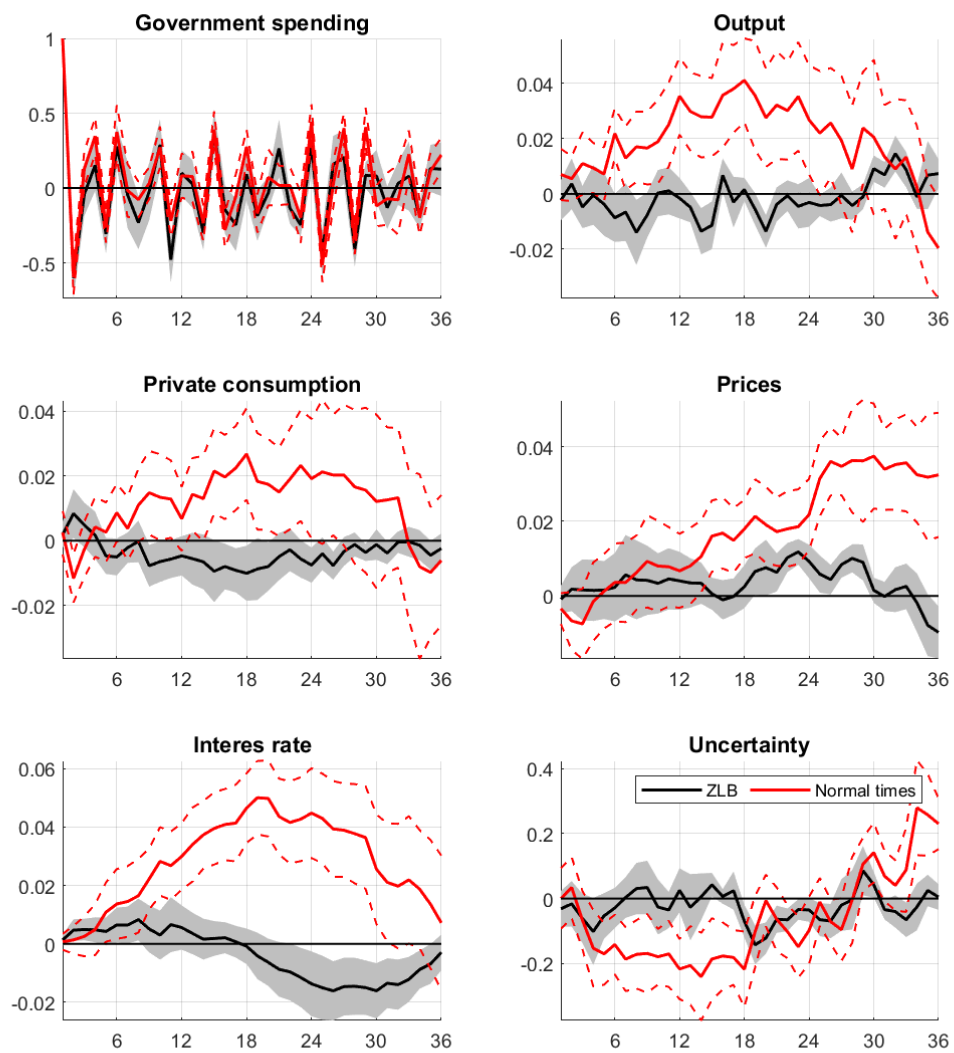 Government spending
1
0.5
0
-0.5
6 12 18 24 30 36
Output
0.04
0.02
0
-0.02
6 12 18 24 30 36
Private consumption
0.04
0.02
0
-0.02
6 12 18 24 30 36
Prices
0.04
0.02
0
6 12 18 24 30 36
Interes rate
0.06
0.04
0.02
0
-0.02
6 12 18 24 30 36
Uncertainty
ZLB Normal times
0.4
0.2
0
-0.2
6 12 18 24 30 36